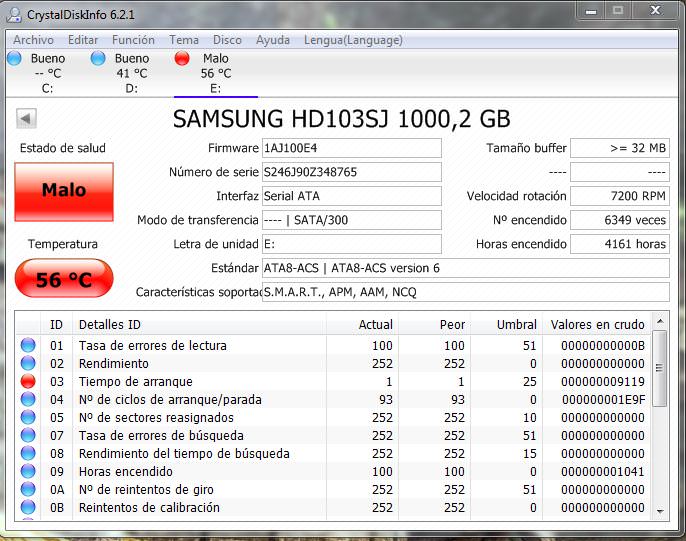 CrystalDiskInfo 6.2.1
Archivo Editar Función Tema Disco Ayuda Lengua(Language)
Bueno Bueno Malo
-- °C 41 °C 56 °C
C: D: E:
SAMSUNG HD103SJ 1000,2 GB
Estado de salud Firmware 1AJ100E4 Tamaño buffer >= 32 MB
Malo Número de serie S246J90Z348765 ---- ----
Interfaz Serial ATA Velocidad rotación 7200 RPM
Modo de transferencia ---- | SATA/300 Nº encendido 6349 veces
Temperatura Letra de unidad E: Horas encendido 4161 horas
56 °C Estándar ATA8-ACS | ATA8-ACS version 6
Características soportac S.M.A.R.T., APM, AAM, NCQ
ID Detalles ID Actual Peor Umbral Valores en crudo
01 Tasa de errores de lectura 100 100 51 00000000000B
02 Rendimiento 252 252 0 000000000000
03 Tiempo de arranque 1 1 25 000000009119
04 Nº de ciclos de arranque/parada 93 93 0 000000001E9F
05 Nº de sectores reasignados 252 252 10 000000000000
07 Tasa de errores de búsqueda 252 252 51 000000000000
08 Rendimiento del tiempo de búsqueda 252 252 15 000000000000
09 Horas encendido 100 100 0 000000001041
0A Nº de reintentos de giro 252 252 51 000000000000
0B Reintentos de calibración 252 252 0 000000000000